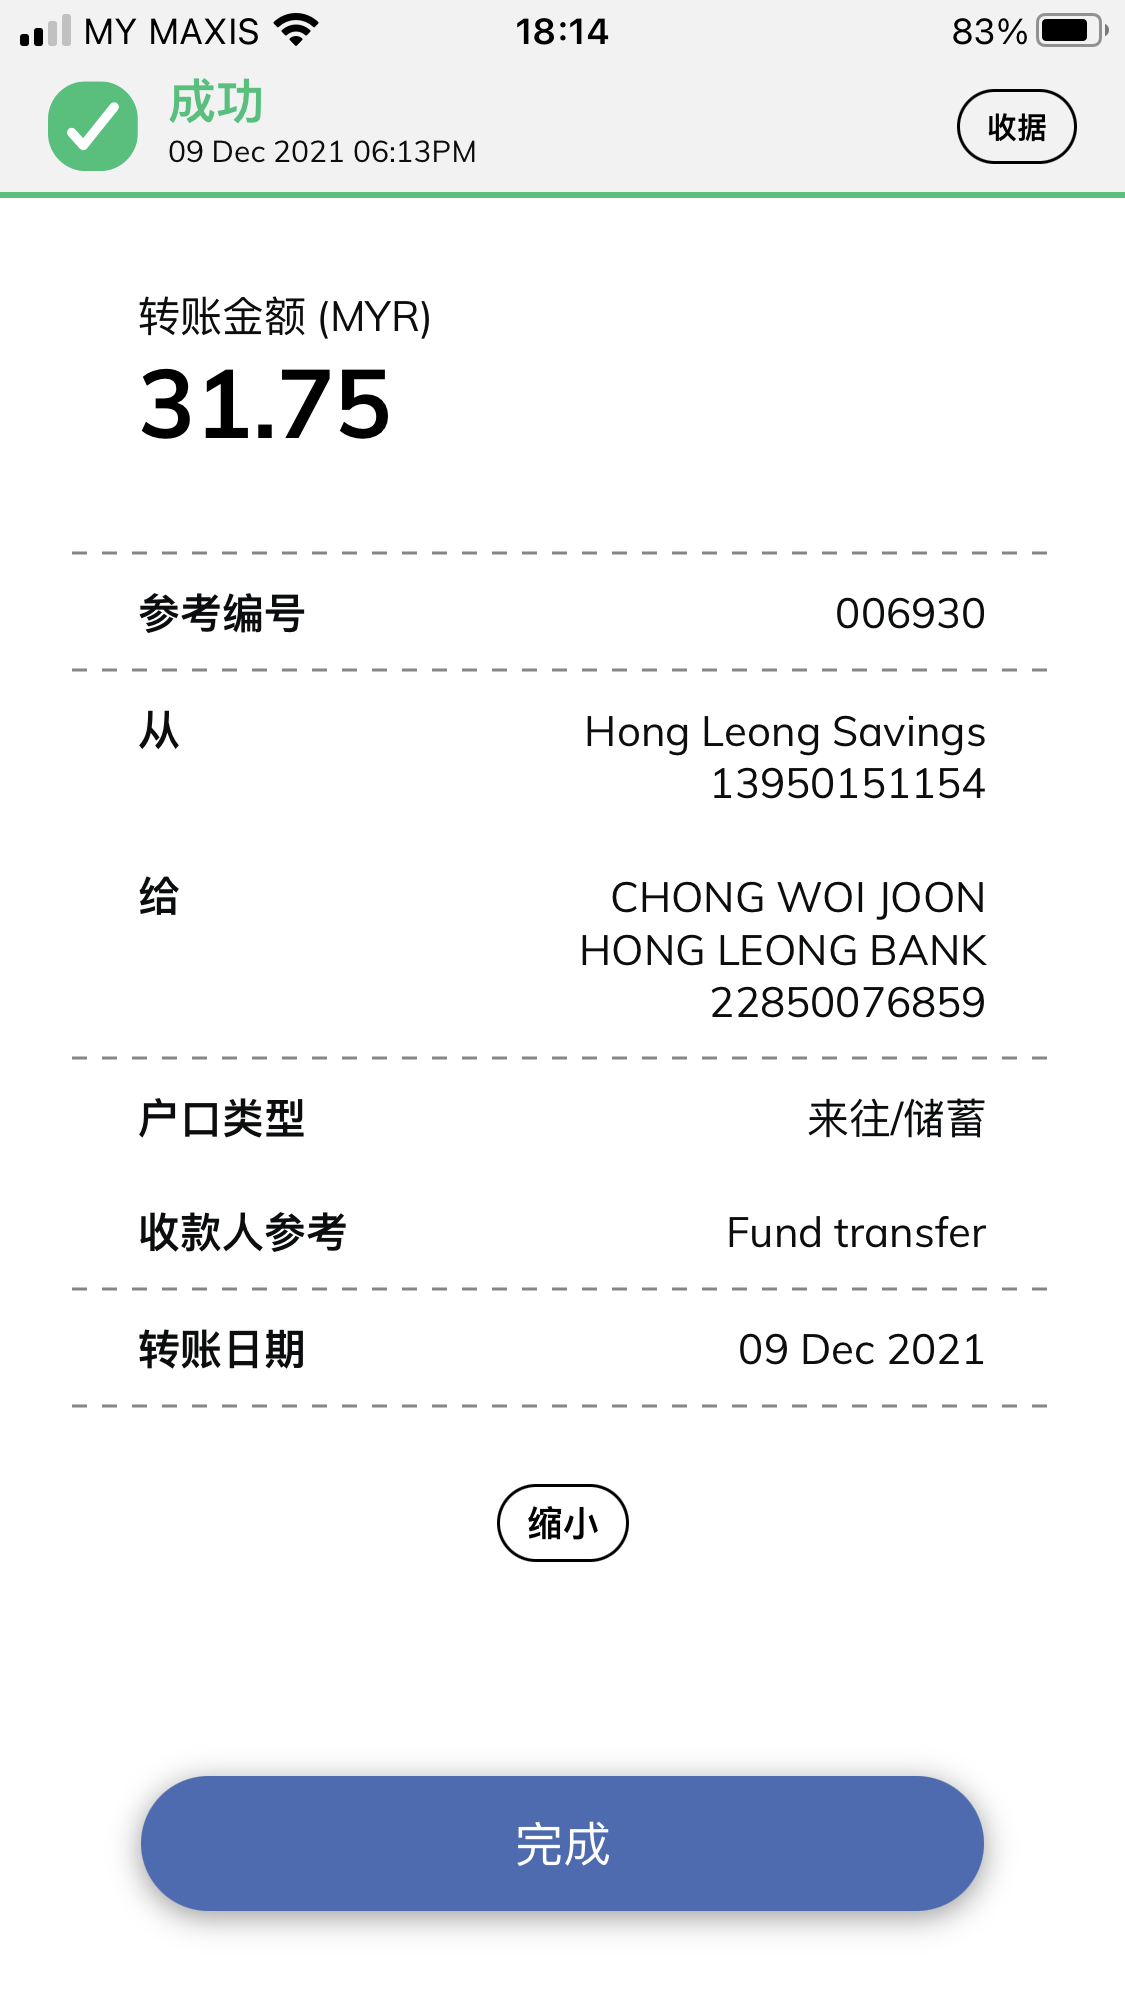 MY MAXIS 18:14 83%
成功
09 Dec 2021 06:13PM
收据
转账金额 (MYR)
31.75
参考编号 006930
从 Hong Leong Savings
13950151154
给 CHONG WOI JOON
HONG LEONG BANK
22850076859
户口类型 来往/储蓄
收款人参考 Fund transfer
转账日期 09 Dec 2021
缩小
完成